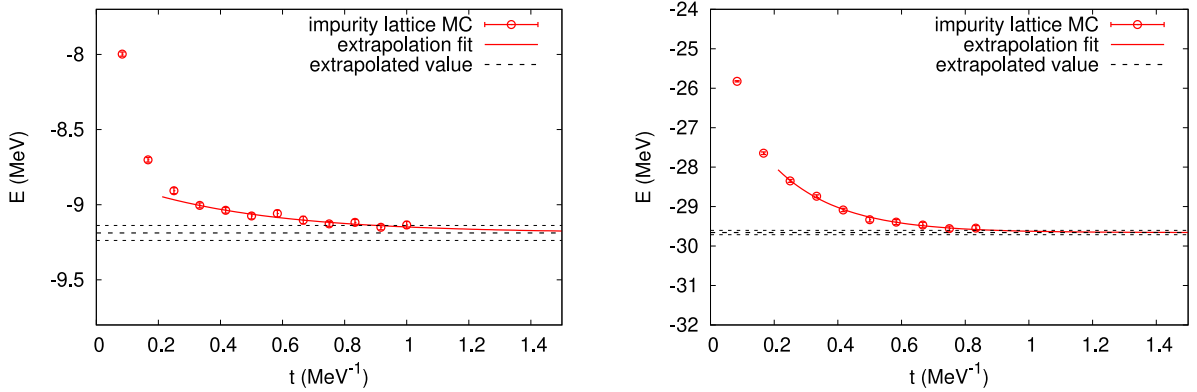 impurity lattice MC
extrapolation fit
extrapolated value
-8
-8.5
-9
-9.5
E (MeV)
0 0.2 0.4 0.6 0.8 1 1.2 1.4
t (MeV⁻¹)
impurity lattice MC
extrapolation fit
extrapolated value
-24
-25
-26
-27
-28
-29
-30
-31
-32
E (MeV)
0 0.2 0.4 0.6 0.8 1 1.2 1.4
t (MeV⁻¹)